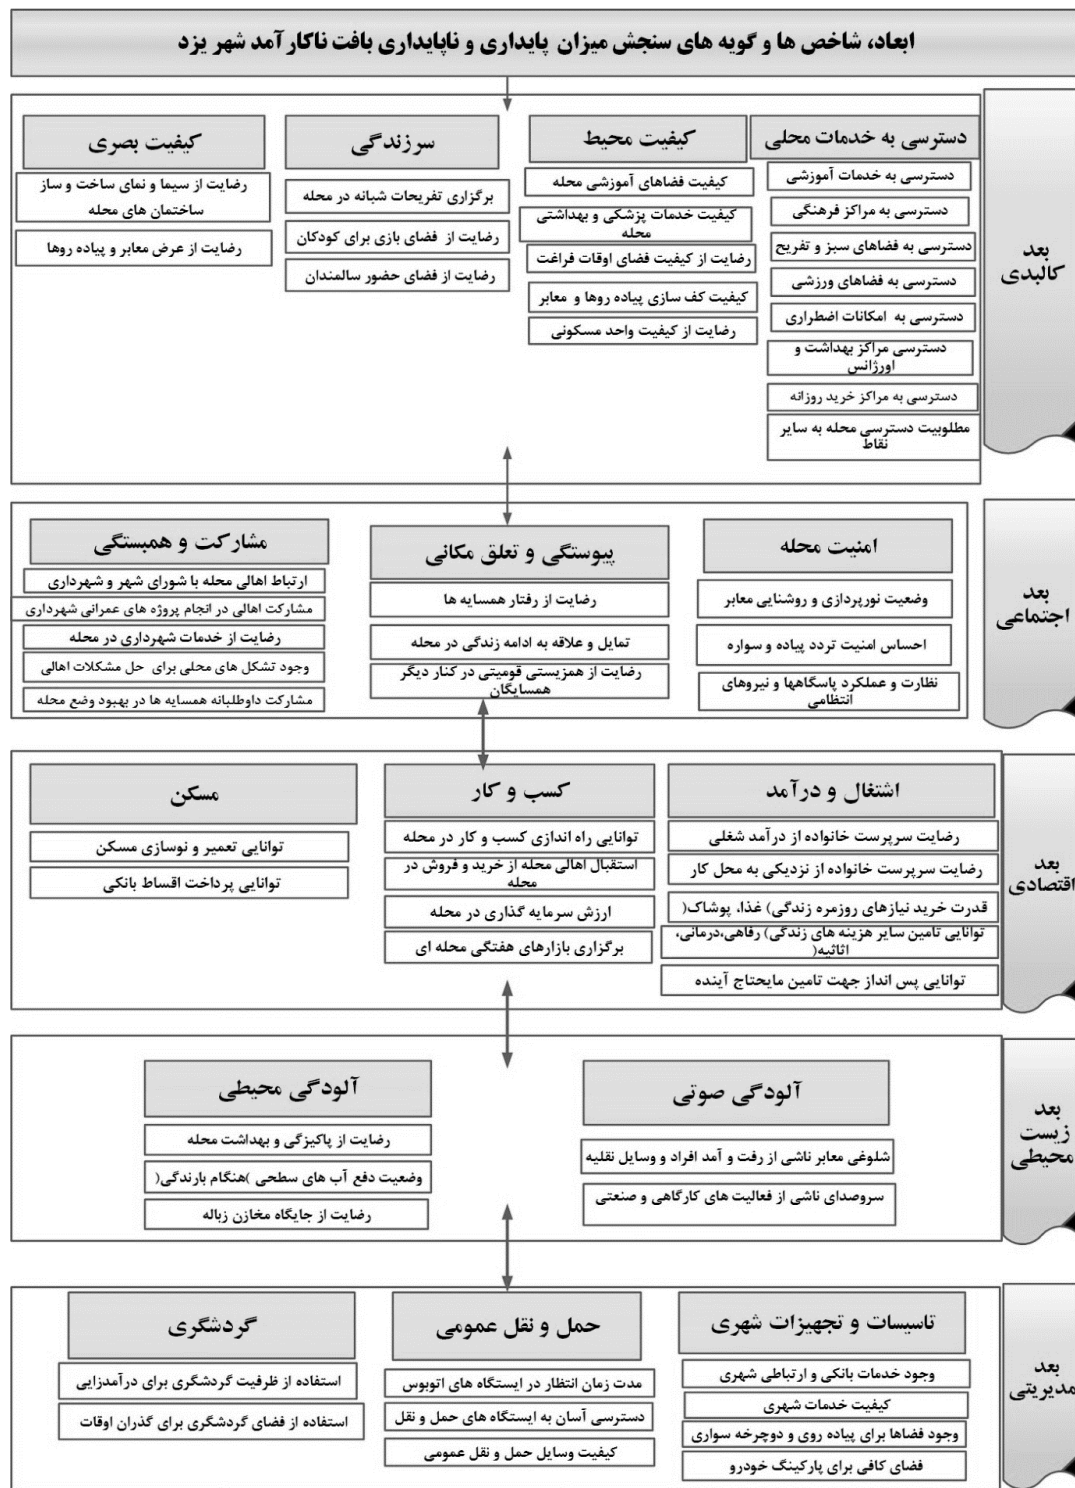 ابعاد، شاخص ها و گویه های سنجش میزان پایداری و ناپایداری بافت ناکارآمد شهر یزد
بعد
کالبدی
دسترسی به خدمات محلی
دسترسی به خدمات آموزشی
دسترسی به مراکز فرهنگی
دسترسی به فضاهای سبز و تفریح
دسترسی به فضاهای ورزشی
دسترسی به امکانات اضطراری
دسترسی مراکز بهداشت و
اورژانس
دسترسی به مراکز خرید روزانه
مطلوبیت دسترسی محله به سایر
نقاط
کیفیت محیط
کیفیت فضاهای آموزشی محله
کیفیت خدمات پزشکی و بهداشتی
محله
رضایت از کیفیت فضای اوقات فراغت
کیفیت کف سازی پیاده روها و معابر
رضایت از کیفیت واحد مسکونی
سرزندگی
برگزاری تفریحات شبانه در محله
رضایت از فضای بازی برای کودکان
رضایت از فضای حضور سالمندان
کیفیت بصری
رضایت از سیما و نمای ساخت و ساز
ساختمان های محله
رضایت از عرض معابر و پیاده روها
بعد
اجتماعی
امنیت محله
وضعیت نورپردازی و روشنایی معابر
احساس امنیت تردد پیاده و سواره
نظارت و عملکرد پاسگاهها و نیروهای
انتظامی
پیوستگی و تعلق مکانی
رضایت از رفتار همسایه ها
تمایل و علاقه به ادامه زندگی در محله
رضایت از همزیستی قومیتی در کنار دیگر
همسایگان
مشارکت و همبستگی
ارتباط اهالی محله با شورای شهر و شهرداری
مشارکت اهالی در انجام پروژه های عمرانی شهرداری
رضایت از خدمات شهرداری در محله
وجود تشکل های محلی برای حل مشکلات اهالی
مشارکت داوطلبانه همسایه ها در بهبود وضع محله
بعد
اقتصادی
اشتغال و درآمد
رضایت سرپرست خانواده از درآمد شغلی
رضایت سرپرست خانواده از نزدیکی به محل کار
قدرت خرید نیازهای روزمره زندگی) غذا، پوشاک(
توانایی تامین سایر هزینه های زندگی) رفاهی،درمانی،
اثاثیه(
توانایی پس انداز جهت تامین مایحتاج آینده
کسب و کار
توانایی راه اندازی کسب و کار در محله
استقبال اهالی محله از خرید و فروش در
محله
ارزش سرمایه گذاری در محله
برگزاری بازارهای هفتگی محله ای
مسکن
توانایی تعمیر و نوسازی مسکن
توانایی پرداخت اقساط بانکی
بعد
زیست
محیطی
آلودگی صوتی
شلوغی معابر ناشی از رفت و آمد افراد و وسایل نقلیه
سروصدای ناشی از فعالیت های کارگاهی و صنعتی
آلودگی محیطی
رضایت از پاکیزگی و بهداشت محله
وضعیت دفع آب های سطحی )هنگام بارندگی(
رضایت از جایگاه مخازن زباله
بعد
مدیریتی
تاسیسات و تجهیزات شهری
وجود خدمات بانکی و ارتباطی شهری
کیفیت خدمات شهری
وجود فضاها برای پیاده روی و دوچرخه سواری
فضای کافی برای پارکینگ خودرو
حمل و نقل عمومی
مدت زمان انتظار در ایستگاه های اتوبوس
دسترسی آسان به ایستگاه های حمل و نقل
کیفیت وسایل حمل و نقل عمومی
گردشگری
استفاده از ظرفیت گردشگری برای درآمدزایی
استفاده از فضای گردشگری برای گذران اوقات